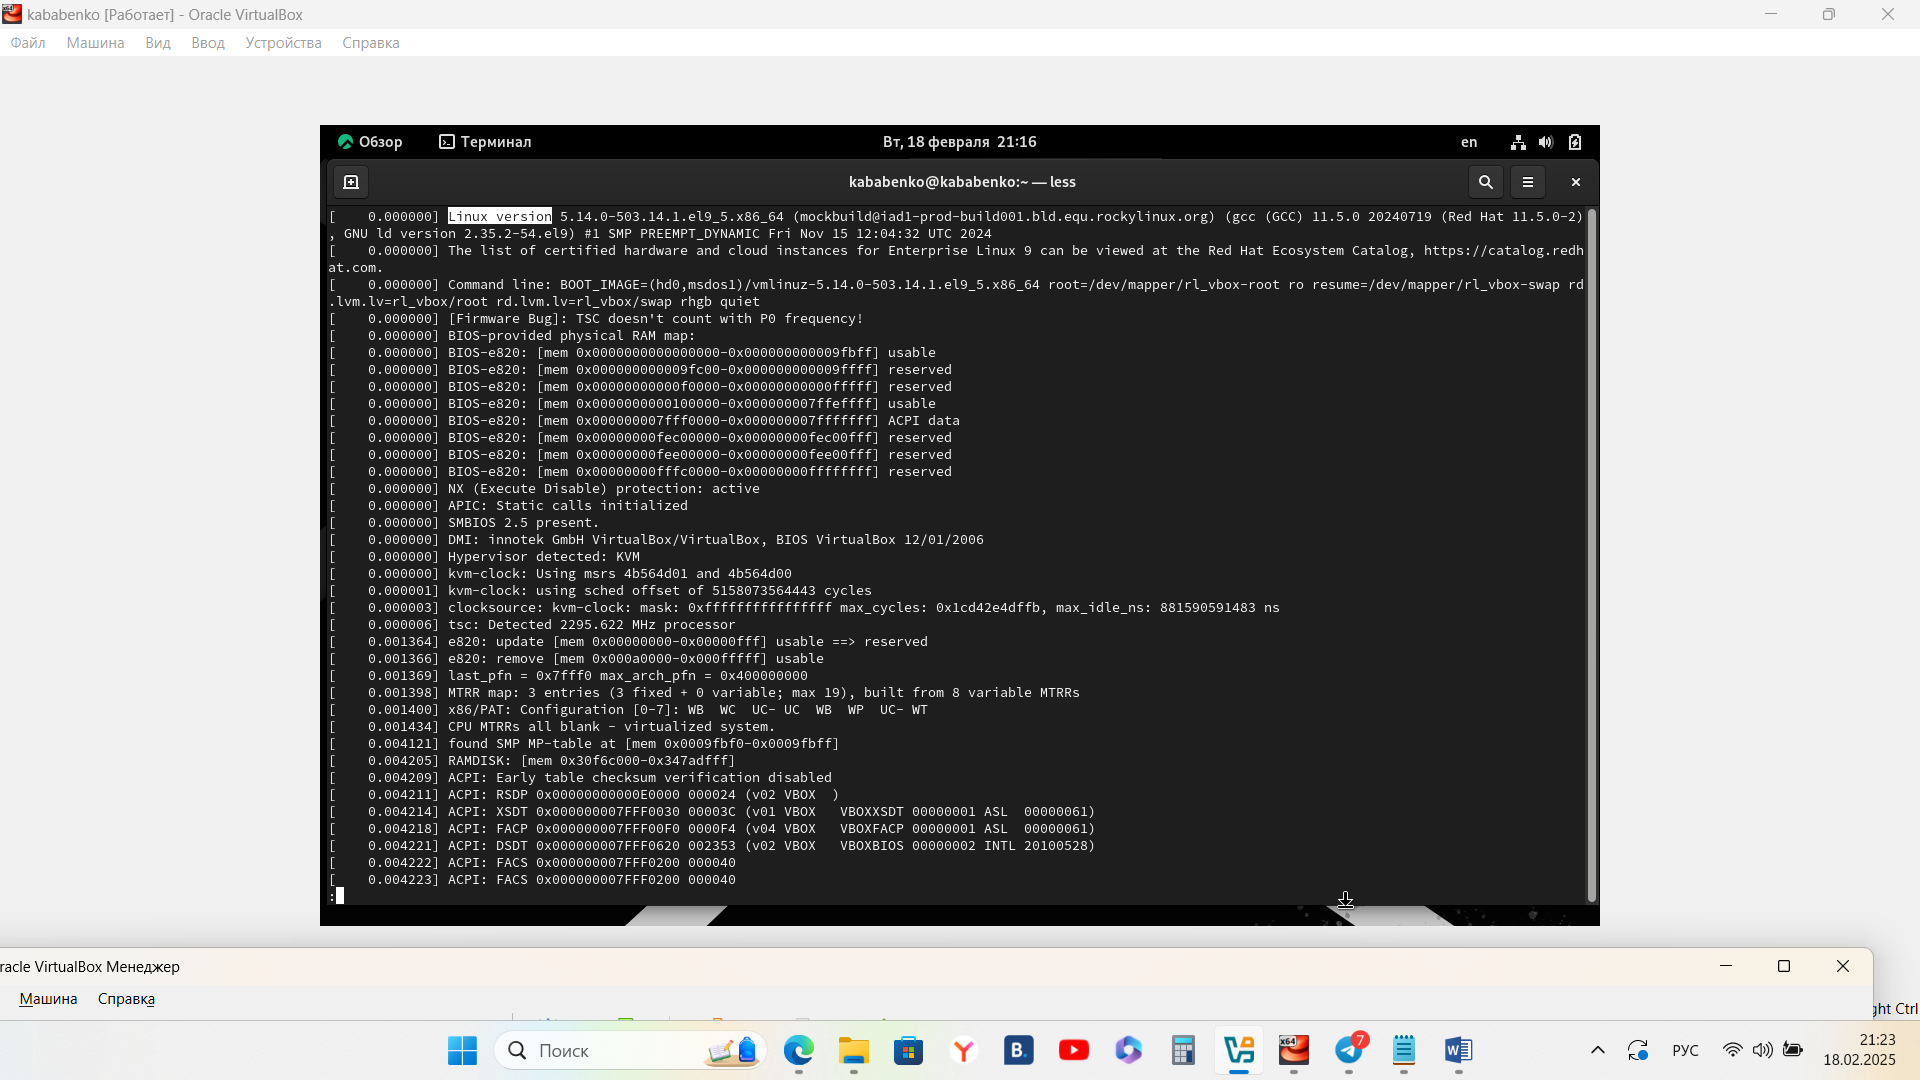 kababenko [Работает] - Oracle VirtualBox
Файл Машина Вид Ввод Устройства Справка
Обзор Терминал Вт, 18 февраля 21:16 en
kababenko@kababenko:~ — less
[    0.000000] Linux version 5.14.0-503.14.1.el9_5.x86_64 (mockbuild@iad1-prod-build001.bld.equ.rockylinux.org) (gcc (GCC) 11.5.0 20240719 (Red Hat 11.5.0-2)
, GNU ld version 2.35.2-54.el9) #1 SMP PREEMPT_DYNAMIC Fri Nov 15 12:04:32 UTC 2024
[    0.000000] The list of certified hardware and cloud instances for Enterprise Linux 9 can be viewed at the Red Hat Ecosystem Catalog, https://catalog.redh
at.com.
[    0.000000] Command line: BOOT_IMAGE=(hd0,msdos1)/vmlinuz-5.14.0-503.14.1.el9_5.x86_64 root=/dev/mapper/rl_vbox-root ro resume=/dev/mapper/rl_vbox-swap rd
.lvm.lv=rl_vbox/root rd.lvm.lv=rl_vbox/swap rhgb quiet
[    0.000000] [Firmware Bug]: TSC doesn't count with P0 frequency!
[    0.000000] BIOS-provided physical RAM map:
[    0.000000] BIOS-e820: [mem 0x0000000000000000-0x000000000009fbff] usable
[    0.000000] BIOS-e820: [mem 0x000000000009fc00-0x000000000009ffff] reserved
[    0.000000] BIOS-e820: [mem 0x00000000000f0000-0x00000000000fffff] reserved
[    0.000000] BIOS-e820: [mem 0x0000000000100000-0x000000007ffeffff] usable
[    0.000000] BIOS-e820: [mem 0x000000007fff0000-0x000000007fffffff] ACPI data
[    0.000000] BIOS-e820: [mem 0x00000000fec00000-0x00000000fec00fff] reserved
[    0.000000] BIOS-e820: [mem 0x00000000fee00000-0x00000000fee00fff] reserved
[    0.000000] BIOS-e820: [mem 0x00000000fffc0000-0x00000000ffffffff] reserved
[    0.000000] NX (Execute Disable) protection: active
[    0.000000] APIC: Static calls initialized
[    0.000000] SMBIOS 2.5 present.
[    0.000000] DMI: innotek GmbH VirtualBox/VirtualBox, BIOS VirtualBox 12/01/2006
[    0.000000] Hypervisor detected: KVM
[    0.000000] kvm-clock: Using msrs 4b564d01 and 4b564d00
[    0.000001] kvm-clock: using sched offset of 5158073564443 cycles
[    0.000003] clocksource: kvm-clock: mask: 0xffffffffffffffff max_cycles: 0x1cd42e4dffb, max_idle_ns: 881590591483 ns
[    0.000006] tsc: Detected 2295.622 MHz processor
[    0.001364] e820: update [mem 0x00000000-0x00000fff] usable ==> reserved
[    0.001366] e820: remove [mem 0x000a0000-0x000fffff] usable
[    0.001369] last_pfn = 0x7fff0 max_arch_pfn = 0x400000000
[    0.001398] MTRR map: 3 entries (3 fixed + 0 variable; max 19), built from 8 variable MTRRs
[    0.001400] x86/PAT: Configuration [0-7]: WB  WC  UC- UC  WB  WP  UC- WT
[    0.001434] CPU MTRRs all blank - virtualized system.
[    0.004121] found SMP MP-table at [mem 0x0009fbf0-0x0009fbff]
[    0.004205] RAMDISK: [mem 0x30f6c000-0x347adfff]
[    0.004209] ACPI: Early table checksum verification disabled
[    0.004211] ACPI: RSDP 0x00000000000E0000 000024 (v02 VBOX  )
[    0.004214] ACPI: XSDT 0x000000007FFF0030 00003C (v01 VBOX   VBOXXSDT 00000001 ASL  00000061)
[    0.004218] ACPI: FACP 0x000000007FFF00F0 0000F4 (v04 VBOX   VBOXFACP 00000001 ASL  00000061)
[    0.004221] ACPI: DSDT 0x000000007FFF0620 002353 (v02 VBOX   VBOXBIOS 00000002 INTL 20100528)
[    0.004222] ACPI: FACS 0x000000007FFF0200 000040
[    0.004223] ACPI: FACS 0x000000007FFF0200 000040
:
racle VirtualBox Менеджер
Машина Справка
ght Ctrl
Поиск
x64
B.
7
РУС
21:23
18.02.2025